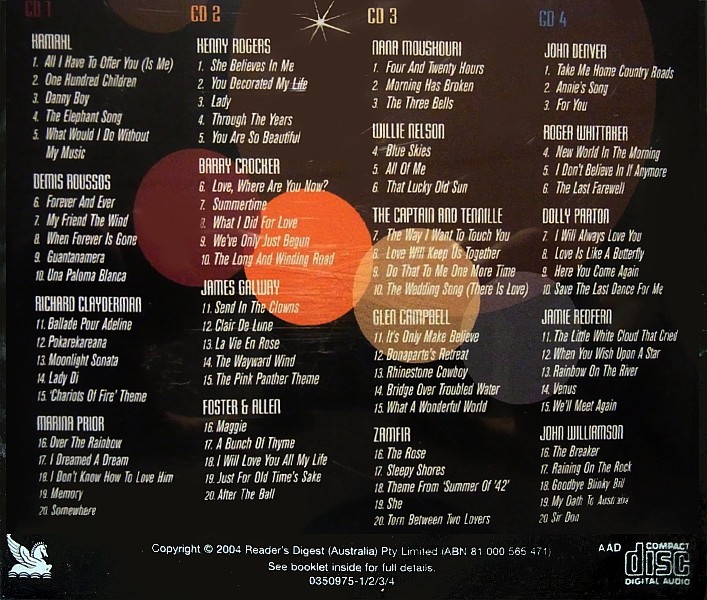 CD 1
KAMAHL
1. All I Have To Offer You (Is Me)
2. One Hundred Children
3. Danny Boy
4. The Elephant Song
5. What Would I Do Without
My Music
DEMIS ROUSSOS
6. Forever And Ever
7. My Friend The Wind
8. When Forever Is Gone
9. Guantanamera
10. Una Paloma Blanca
RICHARD CLAYDERMAN
11. Ballade Pour Adeline
12. Pokarekareana
13. Moonlight Sonata
14. Lady Di
15. 'Chariots Of Fire' Theme
MARINA PRIOR
16. Over The Rainbow
17. I Dreamed A Dream
18. I Don't Know How To Love Him
19. Memory
20. Somewhere
CD 2
KENNY ROGERS
1. She Believes In Me
2. You Decorated My Life
3. Lady
4. Through The Years
5. You Are So Beautiful
BARRY CROCKER
6. Love, Where Are You Now?
7. Summertime
8. What I Did For Love
9. We've Only Just Begun
10. The Long And Winding Road
JAMES GALWAY
11. Send In The Clowns
12. Clair De Lune
13. La Vie En Rose
14. The Wayward Wind
15. The Pink Panther Theme
FOSTER & ALLEN
16. Maggie
17. A Bunch Of Thyme
18. I Will Love You All My Life
19. Just For Old Time's Sake
20. After The Ball
CD 3
NANA MOUSHOURI
1. Four And Twenty Hours
2. Morning Has Broken
3. The Three Bells
WILLIE NELSON
4. Blue Skies
5. All Of Me
6. That Lucky Old Sun
THE CAPTAIN AND TENNILLE
7. The Way I Want To Touch You
8. Love Will Keep Us Together
9. Do That To Me One More Time
10. The Wedding Song (There Is Love)
GLEN CAMPBELL
11. It's Only Make Believe
12. Bonaparte's Retreat
13. Rhinestone Cowboy
14. Bridge Over Troubled Water
15. What A Wonderful World
ZAMFIR
16. The Rose
17. Sleepy Shores
18. Theme From 'Summer Of '42'
19. She
20. Torn Between Two Lovers
CD 4
JOHN DENVER
1. Take Me Home Country Roads
2. Annie's Song
3. For You
ROGER WHITTAKER
4. New World In The Morning
5. I Don't Believe In If Anymore
6. The Last Farewell
DOLLY PARTON
7. I Will Always Love You
8. Love Is Like A Butterfly
9. Here You Come Again
10. Save The Last Dance For Me
JAMIE REDFERN
11. The Little White Cloud That Cried
12. When You Wish Upon A Star
13. Rainbow On The River
14. Venus
15. We'll Meet Again
JOHN WILLIAMSON
16. The Breaker
17. Raining On The Rock
18. Goodbye Blinky Bill
19. My Oath To Australia
20. Sir Don
Copyright © 2004 Reader's Digest (Australia) Pty Limited (ABN 81 000 565 471)
See booklet inside for full details.
0350975-1/2/3/4
AAD
COMPACT
disc
DIGITAL AUDIO